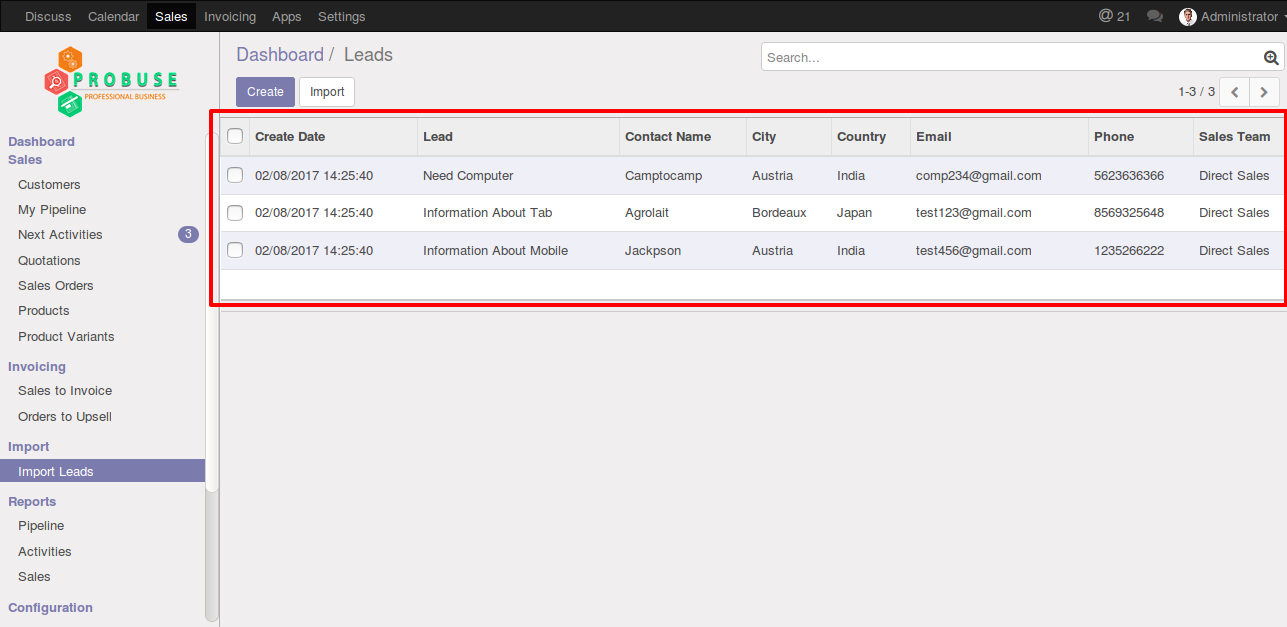 Discuss Calendar Sales Invoicing Apps Settings @ 21 Administrator
PROBUSE
PROFESSIONAL BUSINESS
Dashboard / Leads
Search...
Create Import
1-3 / 3
Dashboard
Sales
Customers
My Pipeline
Next Activities 3
Quotations
Sales Orders
Products
Product Variants
Invoicing
Sales to Invoice
Orders to Upsell
Import
Import Leads
Reports
Pipeline
Activities
Sales
Configuration
Create Date Lead Contact Name City Country Email Phone Sales Team
02/08/2017 14:25:40 Need Computer Camptocamp Austria India comp234@gmail.com 5623636366 Direct Sales
02/08/2017 14:25:40 Information About Tab Agrolait Bordeaux Japan test123@gmail.com 8569325648 Direct Sales
02/08/2017 14:25:40 Information About Mobile Jackpson Austria India test456@gmail.com 1235266222 Direct Sales